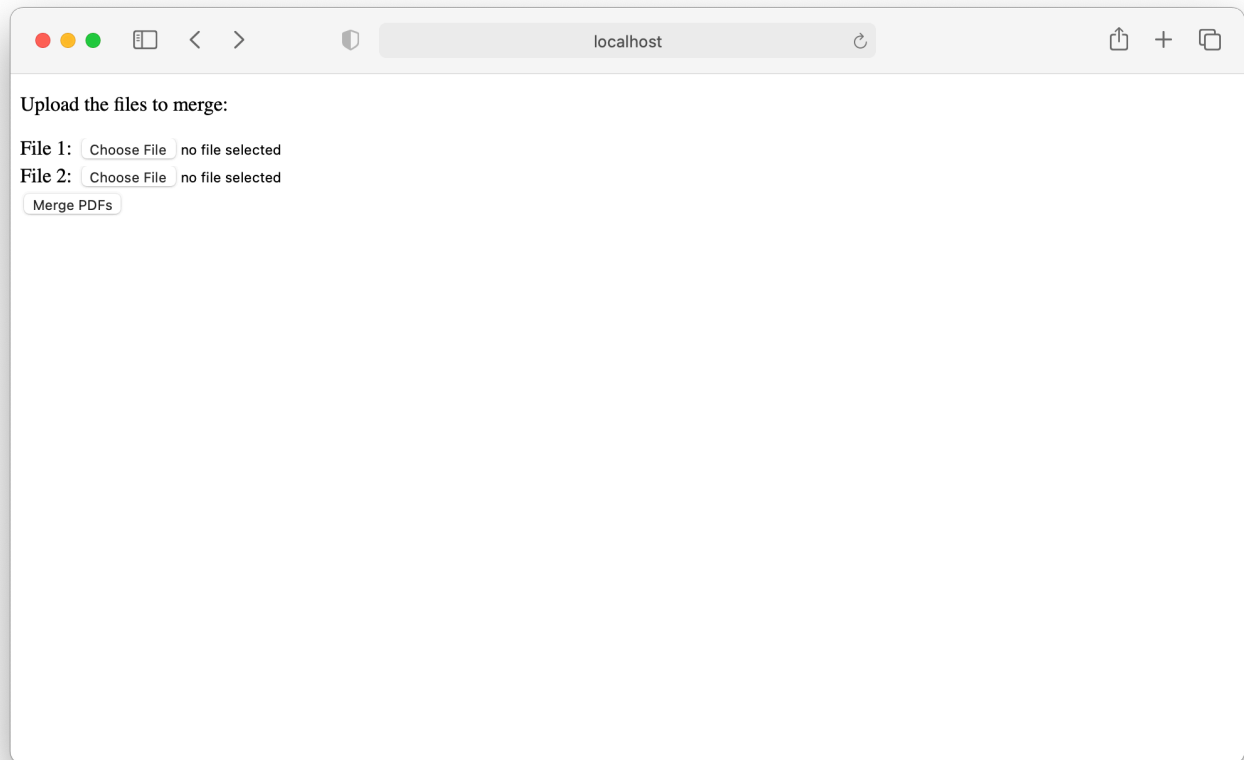 localhost
Upload the files to merge:
File 1: Choose File no file selected
File 2: Choose File no file selected
Merge PDFs